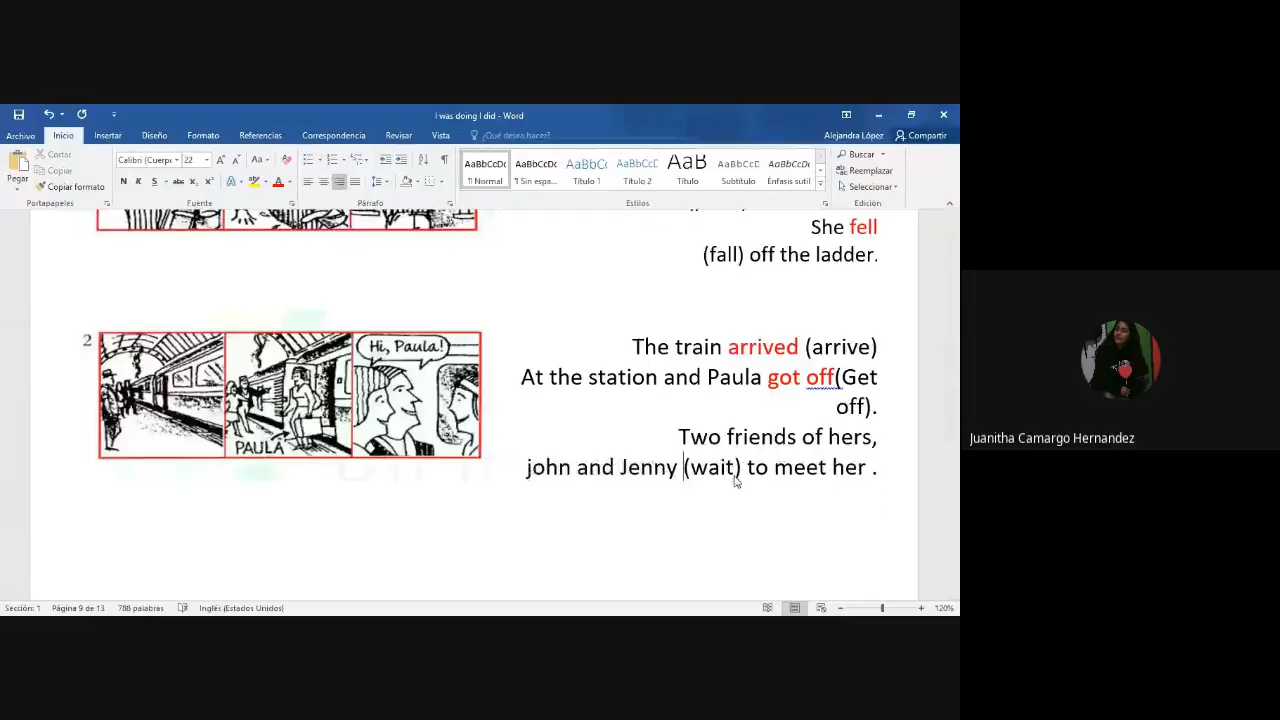 I was doing I did - Word
Archivo Inicio Insertar Diseño Formato Referencias Correspondencia Revisar Vista ¿Qué desea hacer? Alejandra López Compartir
Pegar
Cortar
Copiar
Copiar formato
Portapapeles
Calibri (Cuerp 22
Fuente
Párrafo
AaBbCcDc AaBbCcDc AaBbCc AaBbCcD AaB AaBbCcD AaBbCcDc
¶ Normal ¶ Sin espa... Título 1 Título 2 Título Subtítulo Énfasis sutil
Estilos
Buscar
Reemplazar
Seleccionar
Edición
She fell
(fall) off the ladder.
2
Hi, Paula!
PAULA
The train arrived (arrive)
At the station and Paula got off(Get
off).
Two friends of hers,
john and Jenny (wait) to meet her .
Juanitha Camargo Hernandez
Sección: 1 Página 9 de 13 788 palabras Inglés (Estados Unidos) 120%